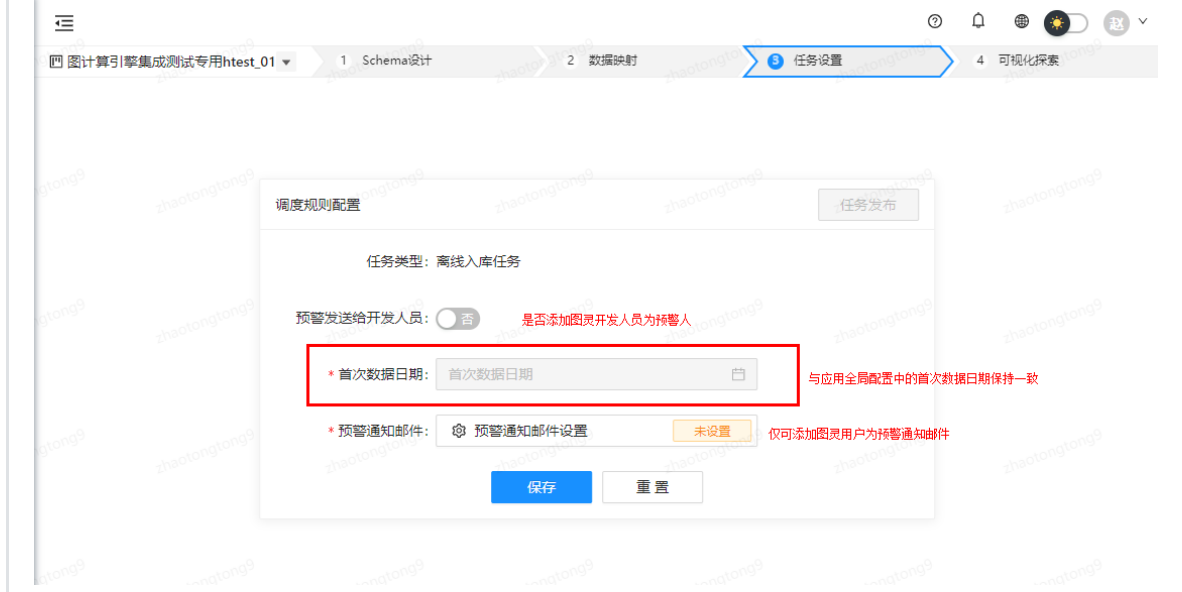 赵
图计算引擎集成测试专用htest_01
1 Schema设计
2 数据映射
3 任务设置
4 可视化探索
调度规则配置
任务发布
任务类型: 离线入库任务
预警发送给开发人员: 否
是否添加图灵开发人员为预警人
* 首次数据日期: 首次数据日期
与应用全局配置中的首次数据日期保持一致
* 预警通知邮件: 预警通知邮件设置 未设置
仅可添加图灵用户为预警通知邮件
保存
重 置
zhaotongtong9